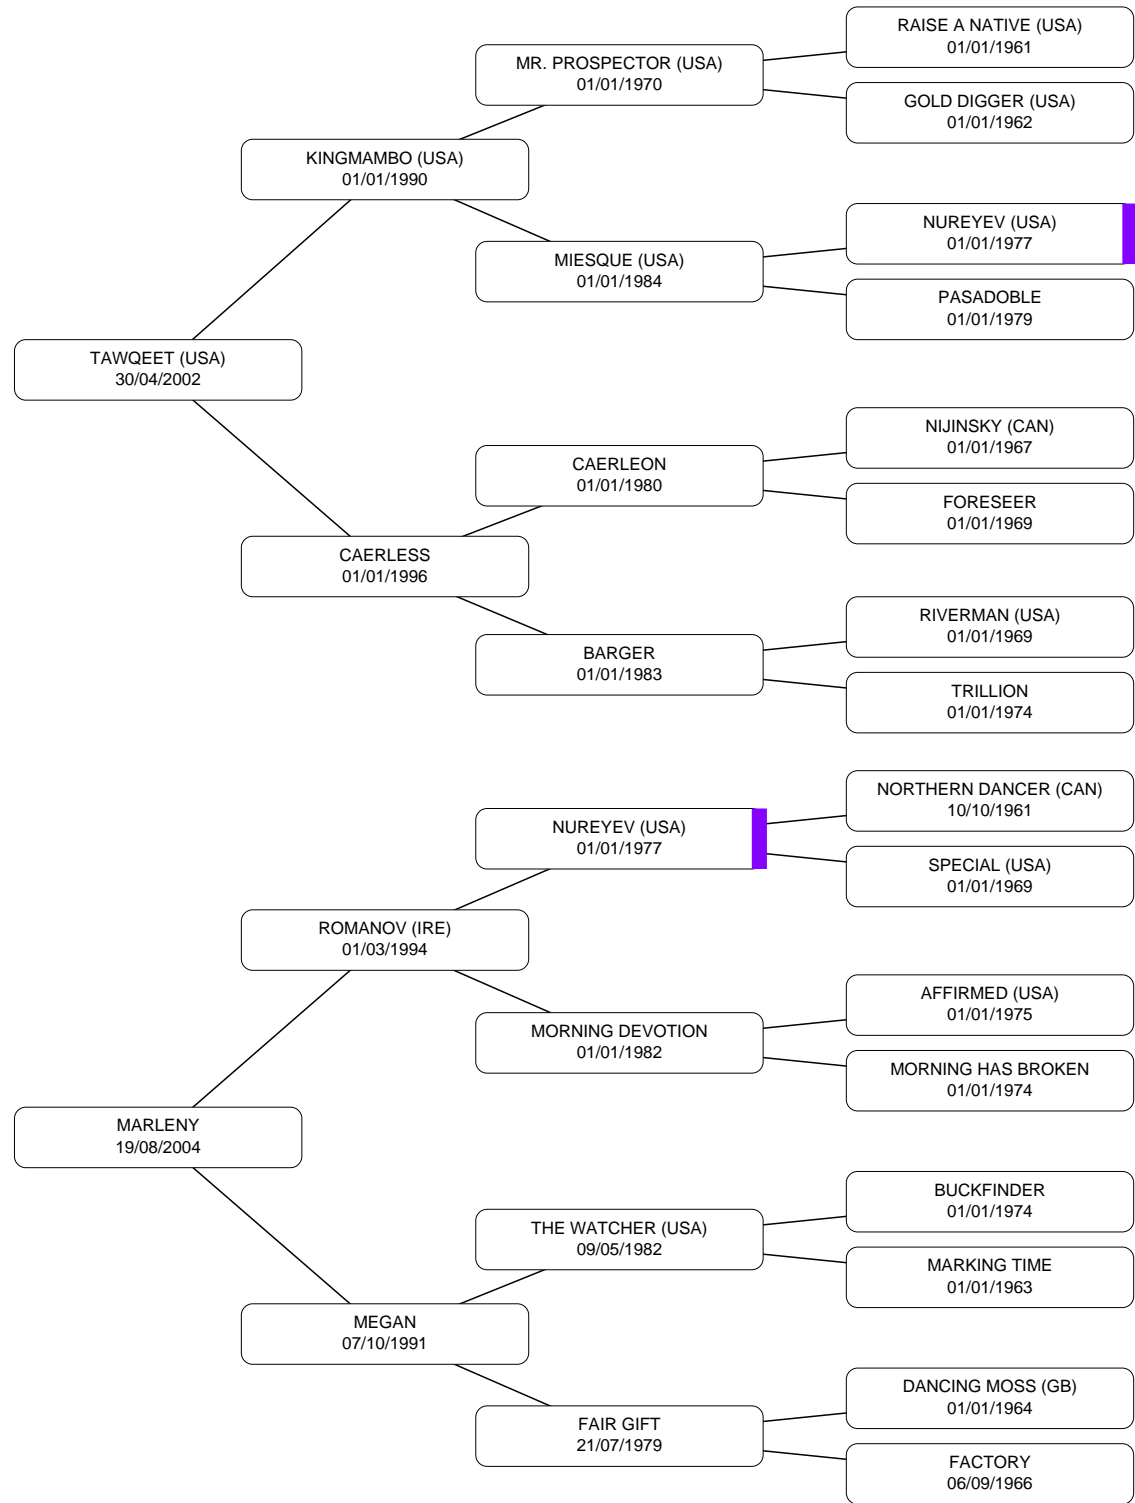 RAISE A NATIVE (USA)
01/01/1961
MR. PROSPECTOR (USA)
01/01/1970
GOLD DIGGER (USA)
01/01/1962
KINGMAMBO (USA)
01/01/1990
NUREYEV (USA)
01/01/1977
MIESQUE (USA)
01/01/1984
PASADOBLE
01/01/1979
TAWQEET (USA)
30/04/2002
NIJINSKY (CAN)
01/01/1967
CAERLEON
01/01/1980
FORESEER
01/01/1969
CAERLESS
01/01/1996
RIVERMAN (USA)
01/01/1969
BARGER
01/01/1983
TRILLION
01/01/1974
NORTHERN DANCER (CAN)
10/10/1961
NUREYEV (USA)
01/01/1977
SPECIAL (USA)
01/01/1969
ROMANOV (IRE)
01/03/1994
AFFIRMED (USA)
01/01/1975
MORNING DEVOTION
01/01/1982
MORNING HAS BROKEN
01/01/1974
MARLENY
19/08/2004
BUCKFINDER
01/01/1974
THE WATCHER (USA)
09/05/1982
MARKING TIME
01/01/1963
MEGAN
07/10/1991
DANCING MOSS (GB)
01/01/1964
FAIR GIFT
21/07/1979
FACTORY
06/09/1966